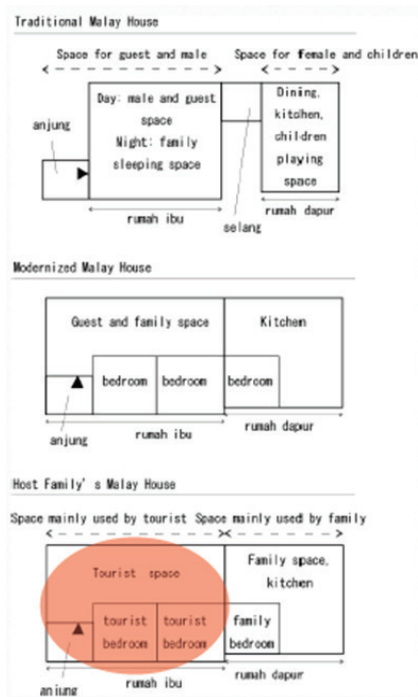 Traditional Malay House
Space for guest and male
Space for female and children
anjung
Day: male and guest
space
Night: family
sleeping space
Dining,
kitchen,
children
playing
space
rumah ibu
selang
rumah dapur
Modernized Malay House
Guest and family space
Kitchen
bedroom
bedroom
bedroom
anjung
rumah ibu
rumah dapur
Host Family's Malay House
Space mainly used by tourist
Space mainly used by family
Tourist space
Family space,
kitchen
tourist
bedroom
tourist
bedroom
family
bedroom
anjung
rumah ibu
rumah dapur